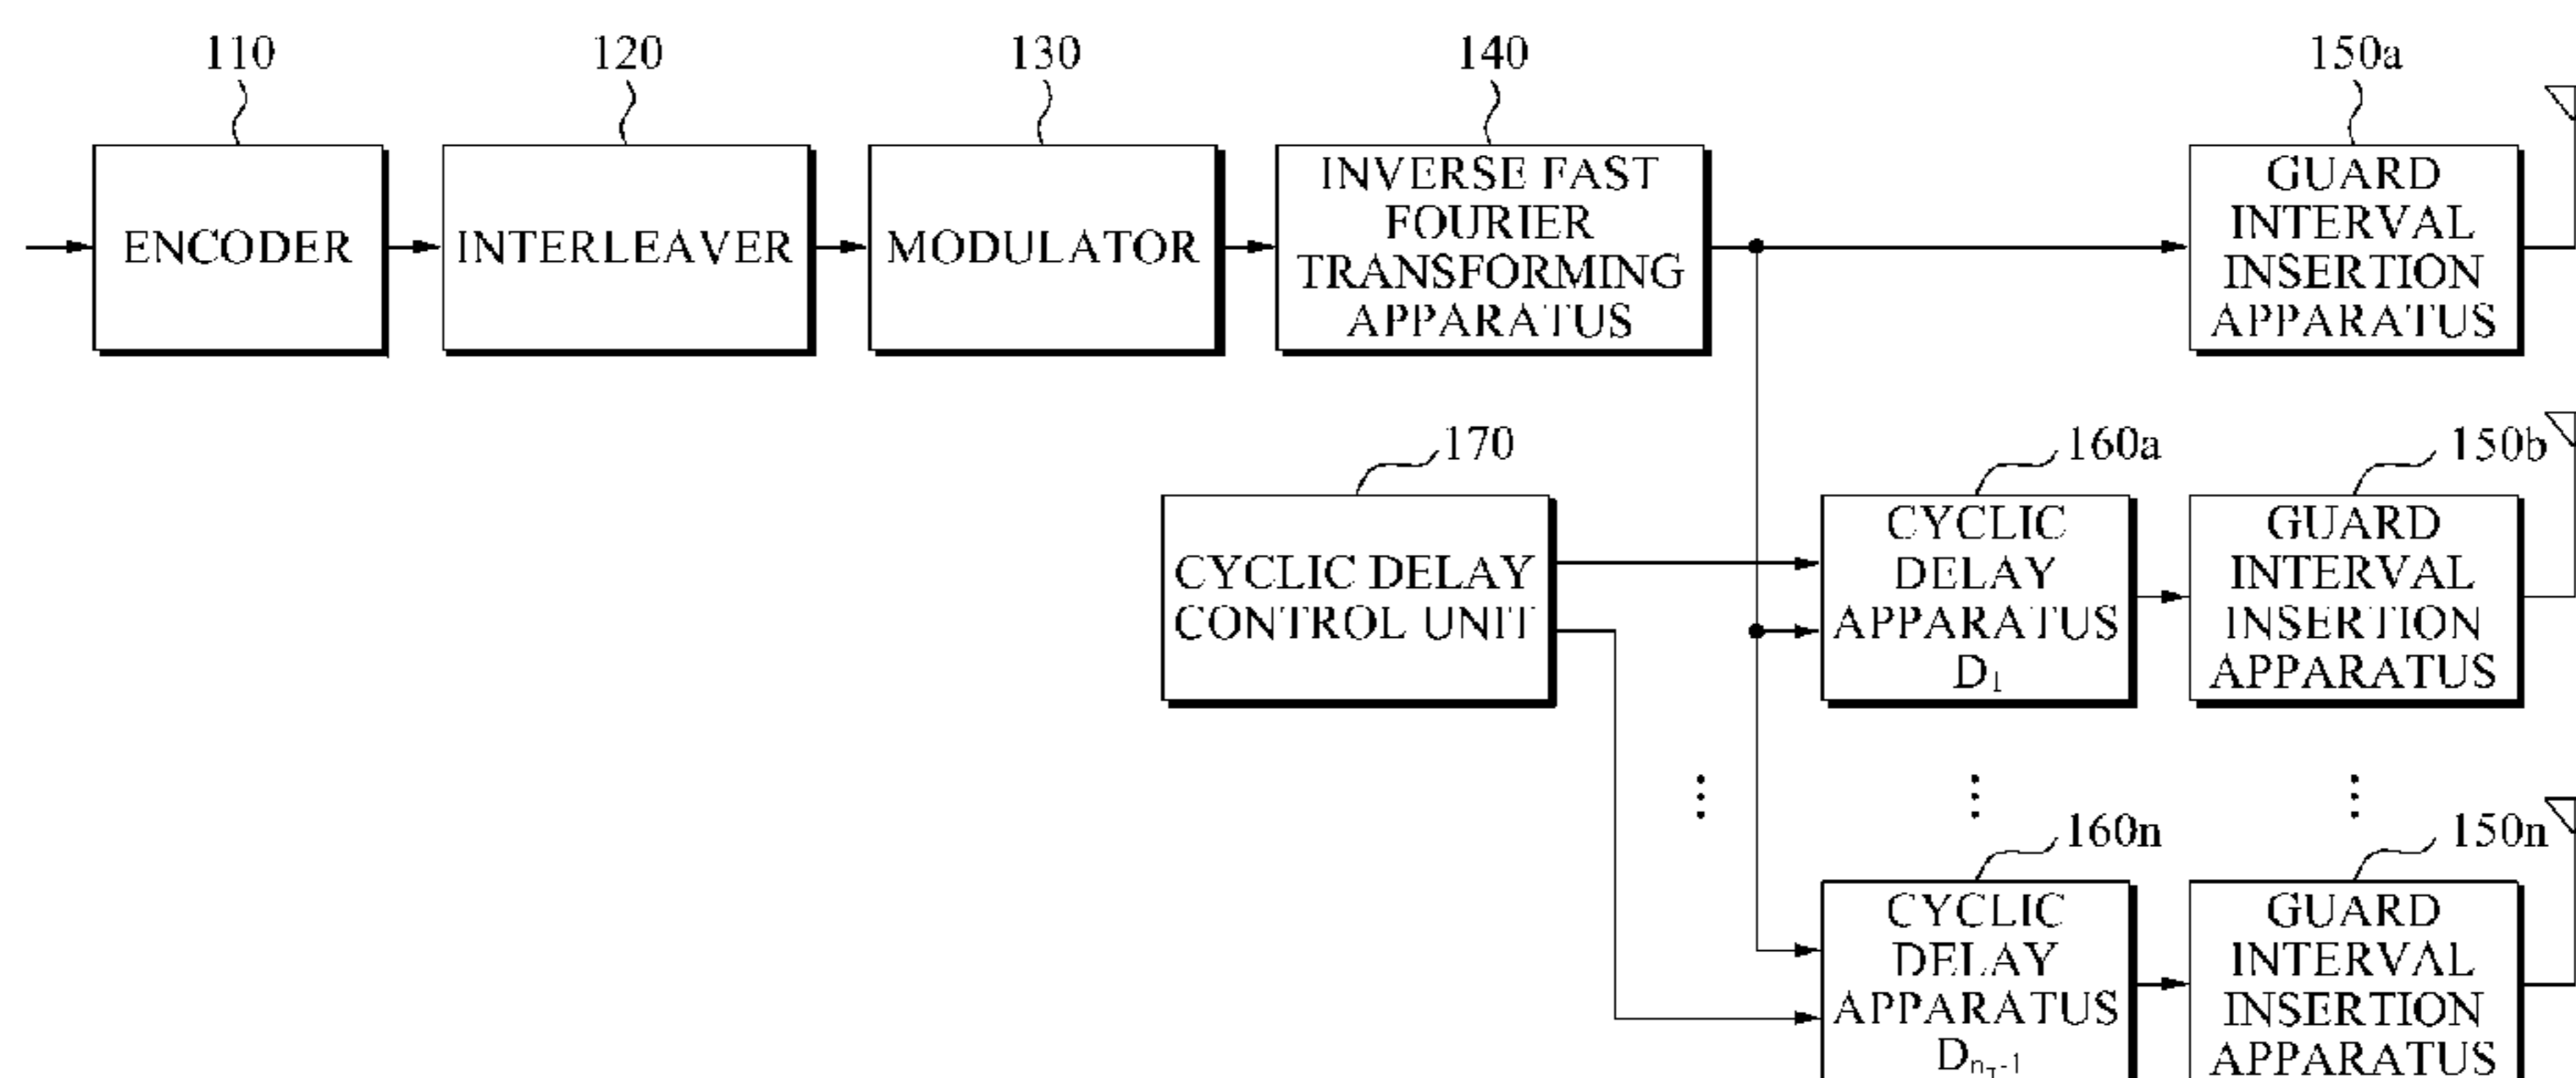 110
120
130
140
150a
ENCODER
INTERLEAVER
MODULATOR
INVERSE FAST
FOURIER
TRANSFORMING
APPARATUS
GUARD
INTERVAL
INSERTION
APPARATUS
170
160a
150b
CYCLIC DELAY
CONTROL UNIT
CYCLIC
DELAY
APPARATUS
D₁
GUARD
INTERVAL
INSERTION
APPARATUS
160n
150n
CYCLIC
DELAY
APPARATUS
Dₙ_T-1
GUARD
INTERVAL
INSERTION
APPARATUS